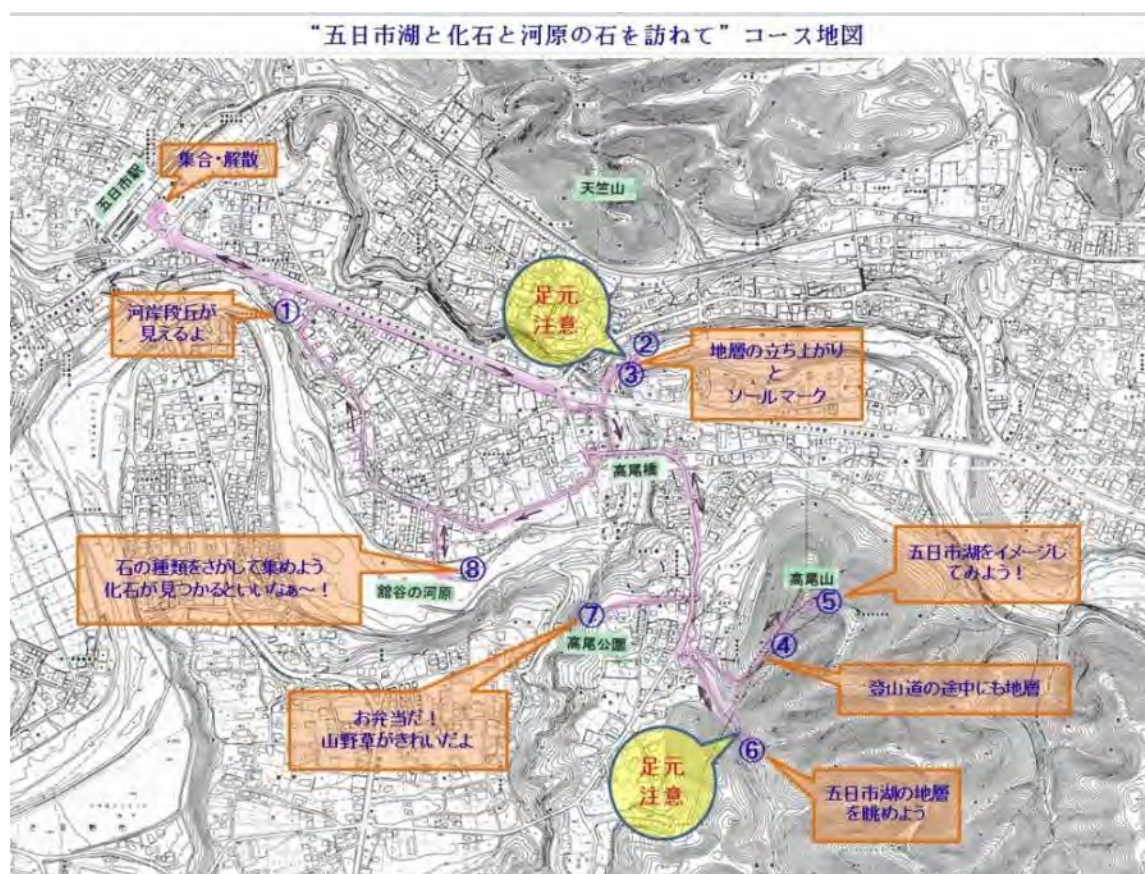 “五日市湖と化石と河原の石を訪ねて”コース地図
集合・解散
五日市駅
天竺山
足元
注意
河岸段丘が
見えるよ
①
②
③
地層の立ち上がり
と
ソールマーク
高尾橋
石の種類をさがして集めよう
化石が見つかるといいなぁ～！
⑧
舘谷の河原
五日市湖をイメージし
てみよう！
高尾山
⑤
⑦
高尾公園
④
登山道の途中にも地層
お弁当だ！
山野草がきれいだよ
足元
注意
⑥
五日市湖の地層
を眺めよう